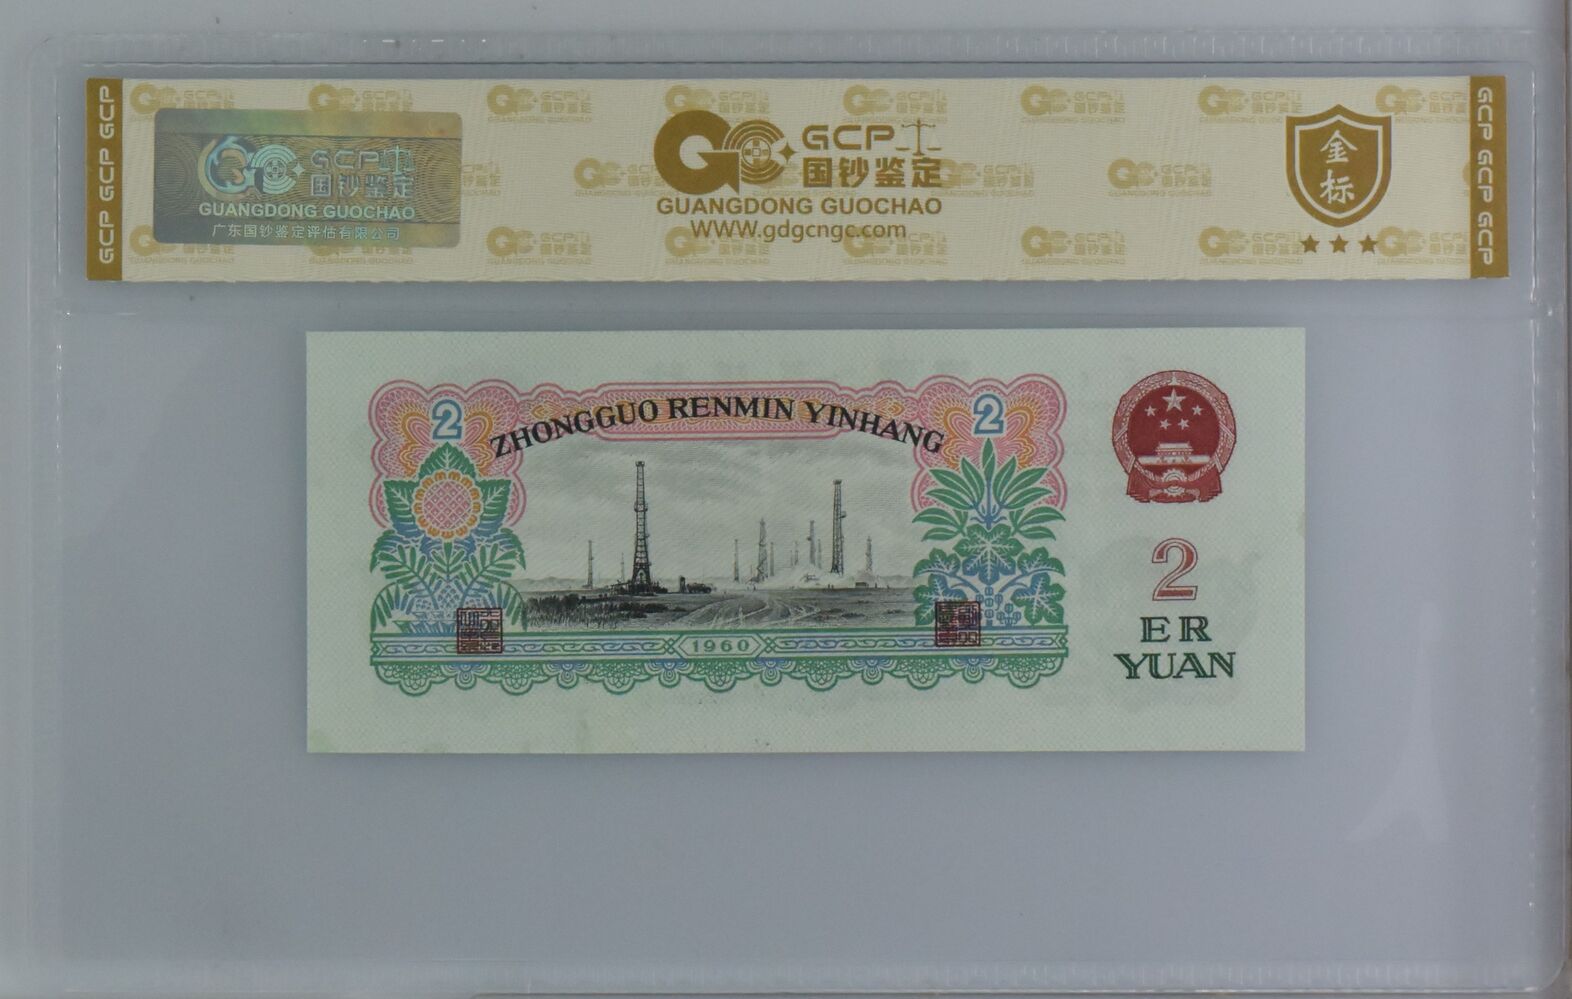 GCP GCP GCP
GCP
国钞鉴定
GUANGDONG GUOCHAO
广东国钞鉴定评估有限公司
GCP
国钞鉴定
GUANGDONG GUOCHAO
WWW.gdgcngc.com
金
标
GCP GCP GCP
2
ZHONGGUO RENMIN YINHANG
2
1960
2
ER
YUAN